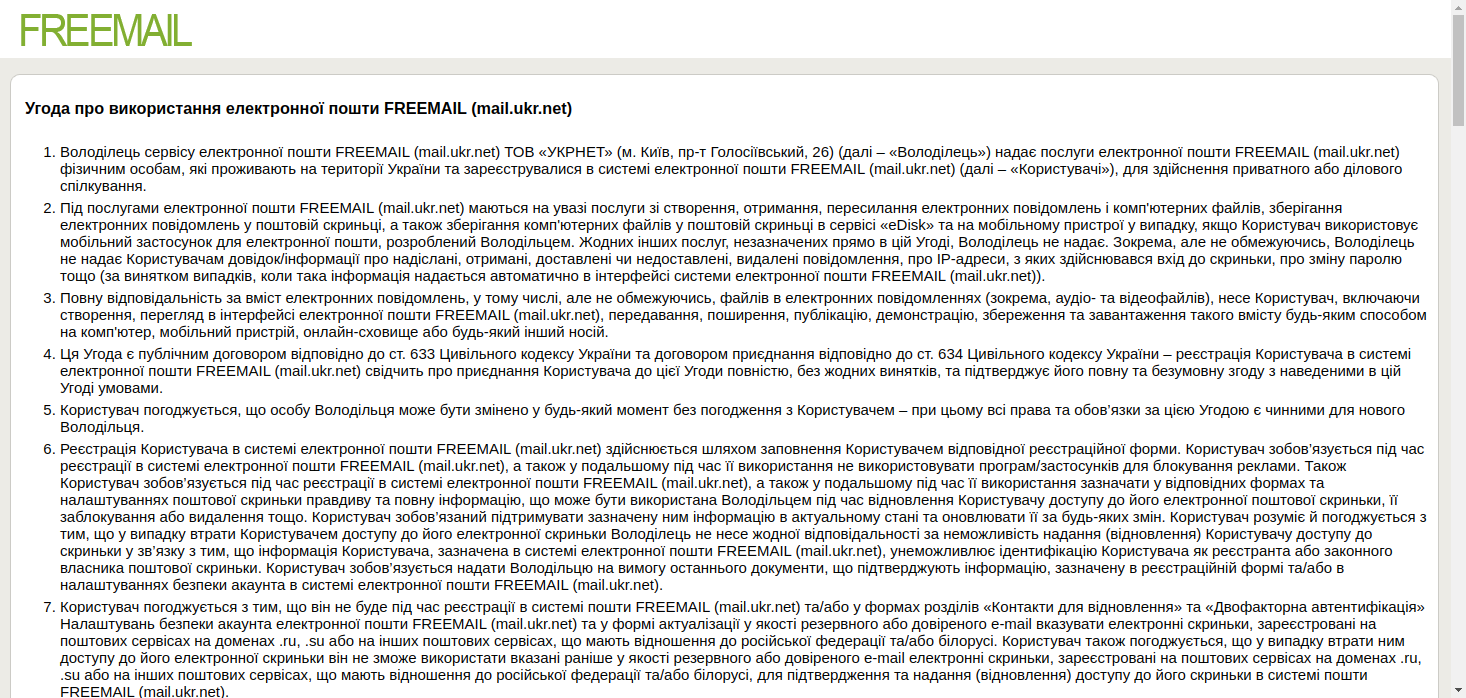 FREEMAIL
Угода про використання електронної пошти FREEMAIL (mail.ukr.net)
1. Володілець сервісу електронної пошти FREEMAIL (mail.ukr.net) ТОВ «УКРНЕТ» (м. Київ, пр-т Голосіївський, 26) (далі – «Володілець») надає послуги електронної пошти FREEMAIL (mail.ukr.net)
фізичним особам, які проживають на території України та зареєструвалися в системі електронної пошти FREEMAIL (mail.ukr.net) (далі – «Користувачі»), для здійснення приватного або ділового
спілкування.
2. Під послугами електронної пошти FREEMAIL (mail.ukr.net) маються на увазі послуги зі створення, отримання, пересилання електронних повідомлень і комп'ютерних файлів, зберігання
електронних повідомлень у поштовій скриньці, а також зберігання комп'ютерних файлів у поштовій скриньці в сервісі «eDisk» та на мобільному пристрої у випадку, якщо Користувач використовує
мобільний застосунок для електронної пошти, розроблений Володільцем. Жодних інших послуг, незазначених прямо в цій Угоді, Володілець не надає. Зокрема, але не обмежуючись, Володілець
не надає Користувачам довідок/інформації про надіслані, отримані, доставлені чи недоставлені, видалені повідомлення, про IP-адреси, з яких здійснювався вхід до скриньки, про зміну паролю
тощо (за винятком випадків, коли така інформація надається автоматично в інтерфейсі системи електронної пошти FREEMAIL (mail.ukr.net)).
3. Повну відповідальність за вміст електронних повідомлень, у тому числі, але не обмежуючись, файлів в електронних повідомленнях (зокрема, аудіо- та відеофайлів), несе Користувач, включаючи
створення, перегляд в інтерфейсі електронної пошти FREEMAIL (mail.ukr.net), передавання, поширення, публікацію, демонстрацію, збереження та завантаження такого вмісту будь-яким способом
на комп'ютер, мобільний пристрій, онлайн-сховище або будь-який інший носій.
4. Ця Угода є публічним договором відповідно до ст. 633 Цивільного кодексу України та договором приєднання відповідно до ст. 634 Цивільного кодексу України – реєстрація Користувача в системі
електронної пошти FREEMAIL (mail.ukr.net) свідчить про приєднання Користувача до цієї Угоди повністю, без жодних винятків, та підтверджує його повну та безумовну згоду з наведеними в цій
Угоді умовами.
5. Користувач погоджується, що особу Володільця може бути змінено у будь-який момент без погодження з Користувачем – при цьому всі права та обов’язки за цією Угодою є чинними для нового
Володільця.
6. Реєстрація Користувача в системі електронної пошти FREEMAIL (mail.ukr.net) здійснюється шляхом заповнення Користувачем відповідної реєстраційної форми. Користувач зобов’язується під час
реєстрації в системі електронної пошти FREEMAIL (mail.ukr.net), а також у подальшому під час її використання не використовувати програм/застосунків для блокування реклами. Також
Користувач зобов’язується під час реєстрації в системі електронної пошти FREEMAIL (mail.ukr.net), а також у подальшому під час її використання зазначати у відповідних формах та
налаштуваннях поштової скриньки правдиву та повну інформацію, що може бути використана Володільцем під час відновлення Користувачу доступу до його електронної поштової скриньки, її
заблокування або видалення тощо. Користувач зобов’язаний підтримувати зазначену ним інформацію в актуальному стані та оновлювати її за будь-яких змін. Користувач розуміє й погоджується з
тим, що у випадку втрати Користувачем доступу до його електронної скриньки Володілець не несе жодної відповідальності за неможливість надання (відновлення) Користувачу доступу до
скриньки у зв’язку з тим, що інформація Користувача, зазначена в системі електронної пошти FREEMAIL (mail.ukr.net), унеможливлює ідентифікацію Користувача як реєстранта або законного
власника поштової скриньки. Користувач зобов’язується надати Володільцю на вимогу останнього документи, що підтверджують інформацію, зазначену в реєстраційній формі та/або в
налаштуваннях безпеки акаунта в системі електронної пошти FREEMAIL (mail.ukr.net).
7. Користувач погоджується з тим, що він не буде під час реєстрації в системі пошти FREEMAIL (mail.ukr.net) та/або у формах розділів «Контакти для відновлення» та «Двофакторна автентифікація»
Налаштувань безпеки акаунта електронної пошти FREEMAIL (mail.ukr.net) та у формі актуалізації у якості резервного або довіреного e-mail вказувати електронні скриньки, зареєстровані на
поштових сервісах на доменах .ru, .su або на інших поштових сервісах, що мають відношення до російської федерації та/або білорусі. Користувач також погоджується, що у випадку втрати ним
доступу до його електронної скриньки він не зможе використати вказані раніше у якості резервного або довіреного e-mail електронні скриньки, зареєстровані на поштових сервісах на доменах .ru,
.su або на інших поштових сервісах, що мають відношення до російської федерації та/або білорусі, для підтвердження та надання (відновлення) доступу до його скриньки в системі пошти
FREEMAIL (mail.ukr.net).